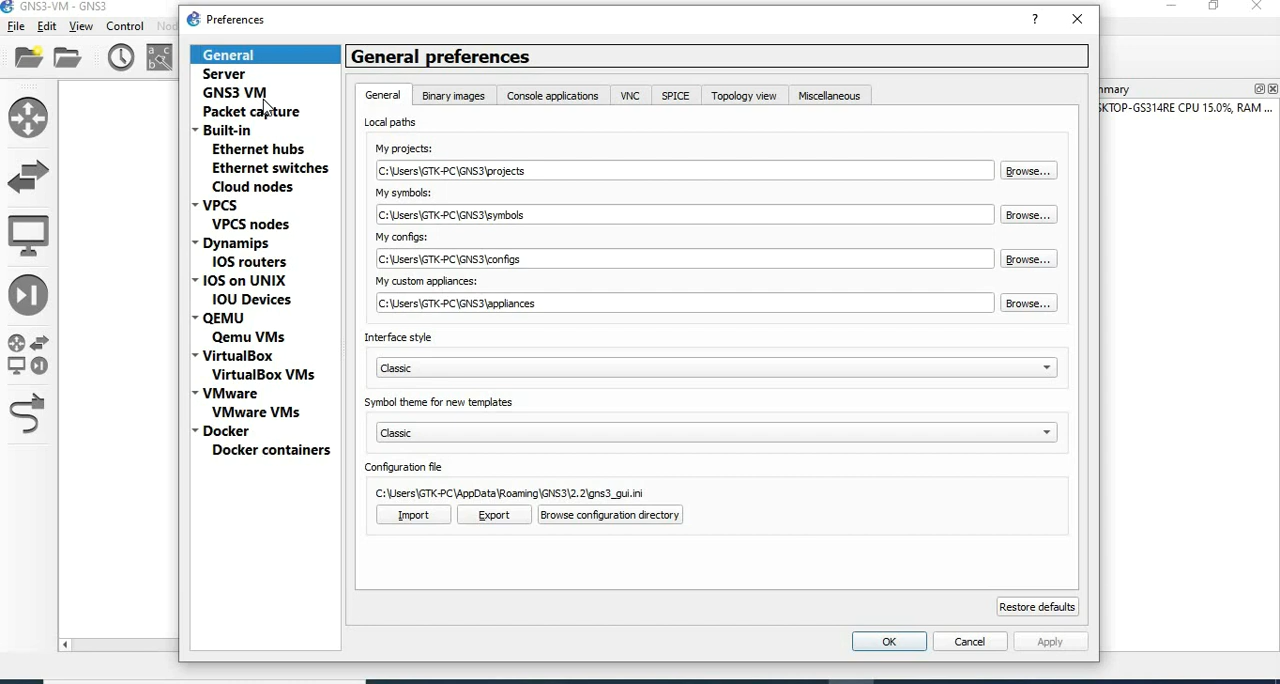 GNS3-VM - GNS3
File Edit View Control Nod
Preferences
?
General
Server
GNS3 VM
Packet capture
Built-in
Ethernet hubs
Ethernet switches
Cloud nodes
VPCS
VPCS nodes
Dynamips
IOS routers
IOS on UNIX
IOU Devices
QEMU
Qemu VMs
VirtualBox
VirtualBox VMs
VMware
VMware VMs
Docker
Docker containers
General preferences
General Binary images Console applications VNC SPICE Topology view Miscellaneous
Local paths
My projects:
C:\Users\GTK-PC\GNS3\projects Browse...
My symbols:
C:\Users\GTK-PC\GNS3\symbols Browse...
My configs:
C:\Users\GTK-PC\GNS3\configs Browse...
My custom appliances:
C:\Users\GTK-PC\GNS3\appliances Browse...
Interface style
Classic
Symbol theme for new templates
Classic
Configuration file
C:\Users\GTK-PC\AppData\Roaming\GNS3\2.2\gns3_gui.ini
Import Export Browse configuration directory
Restore defaults
OK Cancel Apply
mmary
SKTOP-GS314RE CPU 15.0%, RAM ...